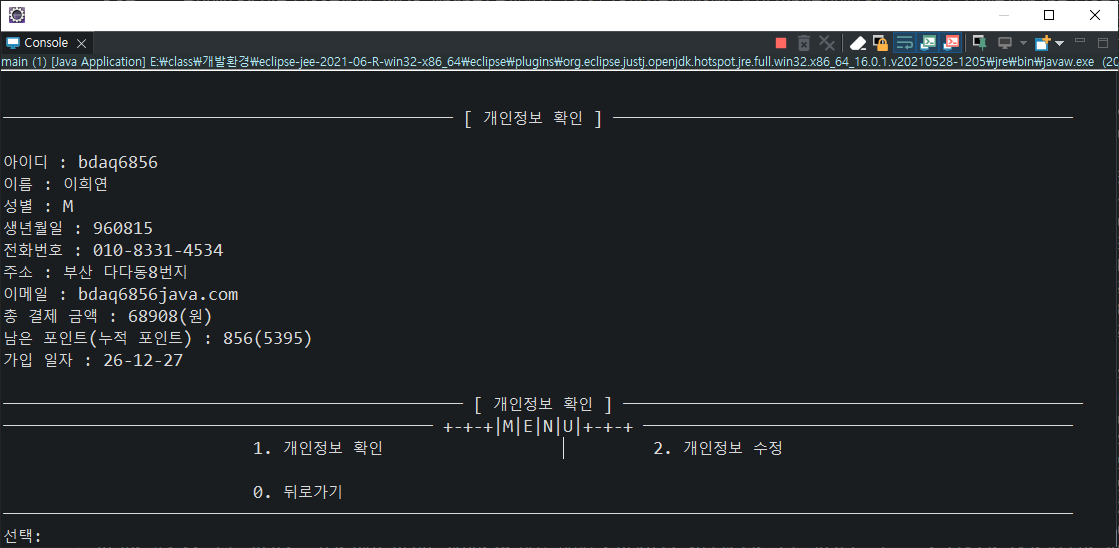 Console
main (1) [Java Application] E:₩class₩개발환경₩eclipse-jee-2021-06-R-win32-x86_64₩eclipse₩plugins₩org.eclipse.justj.openjdk.hotspot.jre.full.win32.x86_64_16.0.1.v20210528-1205₩jre₩bin₩javaw.exe (20
[ 개인정보 확인 ]
아이디 : bdaq6856
이름 : 이희연
성별 : M
생년월일 : 960815
전화번호 : 010-8331-4534
주소 : 부산 다다동8번지
이메일 : bdaq6856java.com
총 결제 금액 : 68908(원)
남은 포인트(누적 포인트) : 856(5395)
가입 일자 : 26-12-27
[ 개인정보 확인 ]
+-+-+|M|E|N|U|+-+-+
1. 개인정보 확인 | 2. 개인정보 수정
0. 뒤로가기
선택: